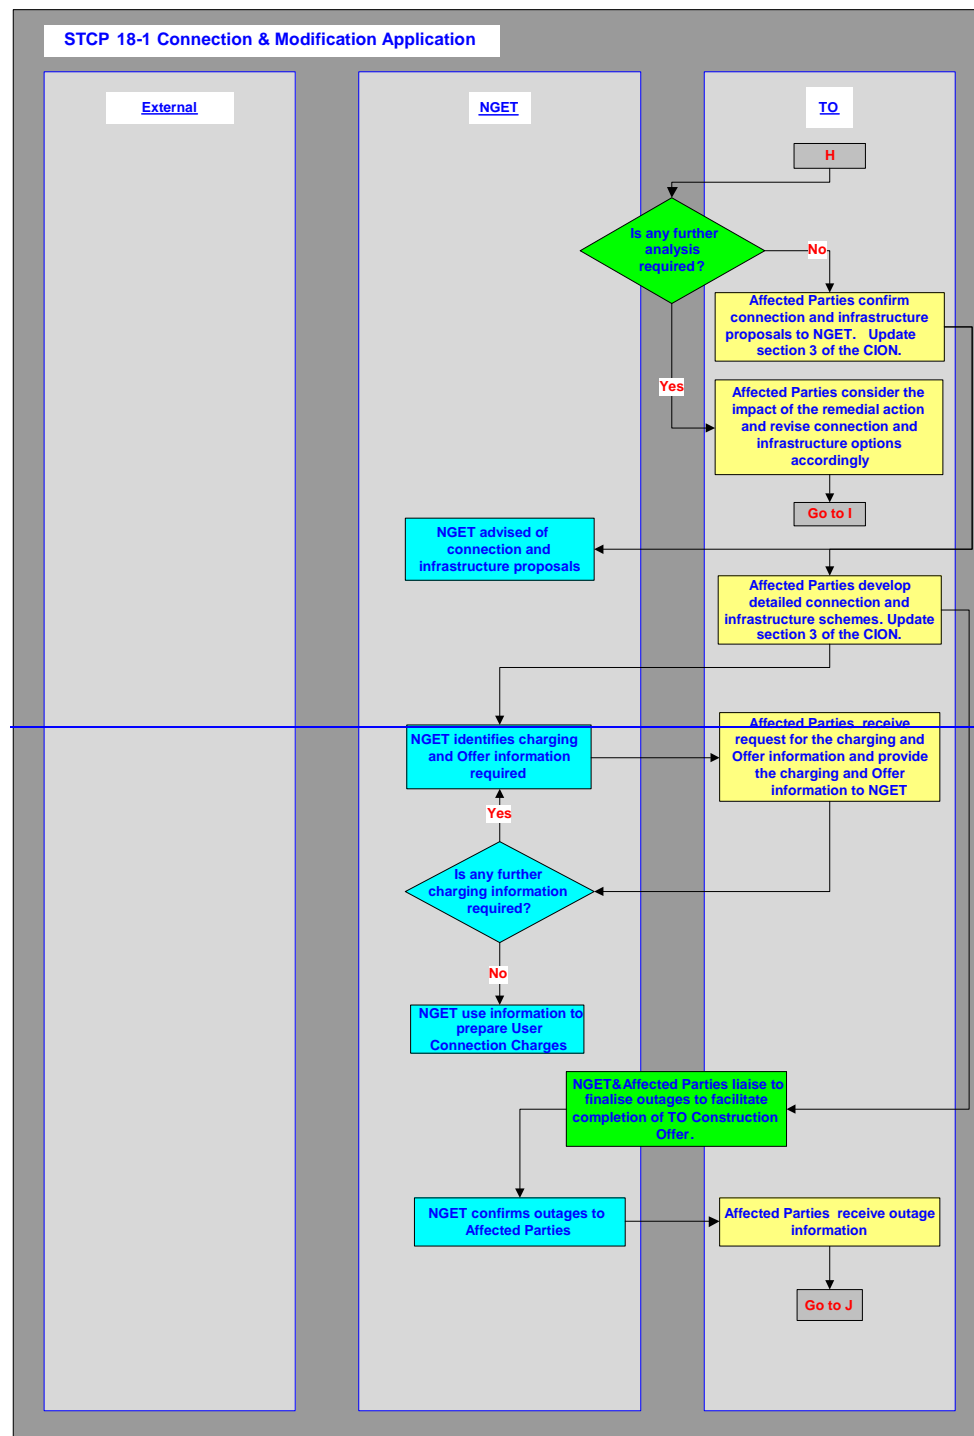 STCP 18-1 Connection & Modification Application
External
NGET
TO
H
Is any further
analysis
required?
No
Affected Parties confirm
connection and infrastructure
proposals to NGET. Update
section 3 of the CION.
Yes
Affected Parties consider the
impact of the remedial action
and revise connection and
infrastructure options
accordingly
Go to I
NGET advised of
connection and
infrastructure proposals
Affected Parties develop
detailed connection and
infrastructure schemes. Update
section 3 of the CION.
NGET identifies charging
and Offer information
required
Affected Parties receive
request for the charging and
Offer information and provide
the charging and Offer
information to NGET
Yes
Is any further
charging information
required?
No
NGET use information to
prepare User
Connection Charges
NGET&Affected Parties liaise to
finalise outages to facilitate
completion of TO Construction
Offer.
NGET confirms outages to
Affected Parties
Affected Parties receive outage
information
Go to J